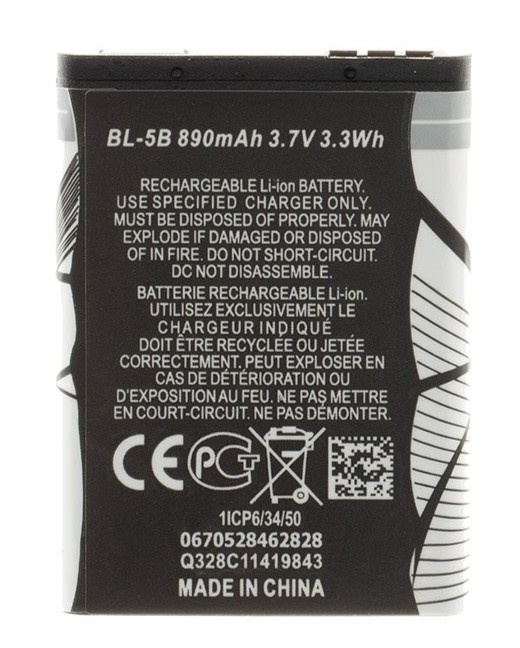 BL-5B 890mAh 3.7V 3.3Wh
RECHARGEABLE Li-ion BATTERY.
USE SPECIFIED CHARGER ONLY.
MUST BE DISPOSED OF PROPERLY. MAY
EXPLODE IF DAMAGED OR DISPOSED
OF IN FIRE. DO NOT SHORT-CIRCUIT.
DC NOT DISASSEMBLE.
BATTERIE RECHARGEABLE Li-ion.
UTILISEZ EXCLUSIVEMENT LE
CHARGEUR INDIQUÉ
DOIT ÊTRE RECYCLÉE OU JETÉE
CORRECTEMENT. PEUT EXPLOSER EN
CAS DE DÉTÉRIORATION OU
D'EXPOSITION AU FEU. NE PAS METTRE
EN COURT-CIRCUIT. NE PAS DÉMONTER.
CE PCT
1ICP6/34/50
0670528462828
Q328C11419843
MADE IN CHINA